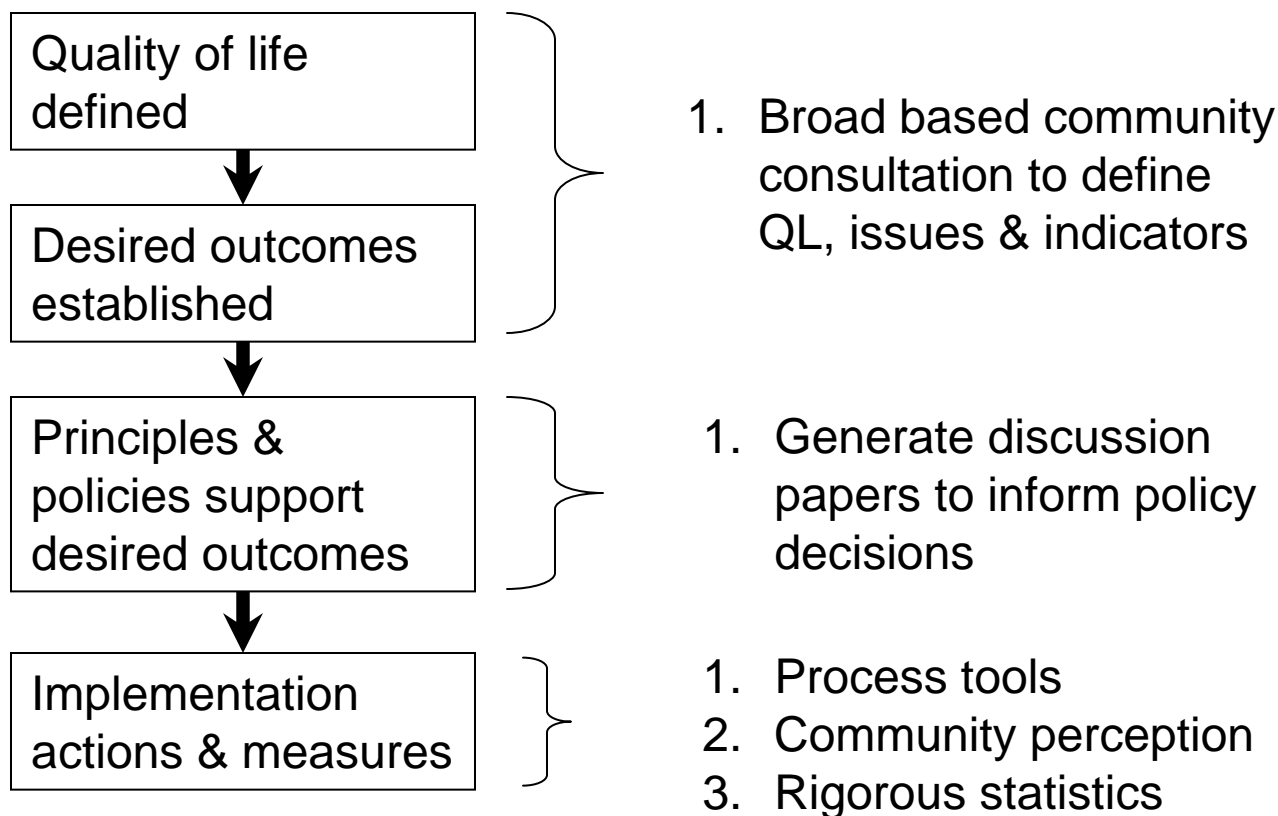 Quality of life
defined
1. Broad based community
consultation to define
QL, issues & indicators
Desired outcomes
established
Principles &
policies support
desired outcomes
1. Generate discussion
papers to inform policy
decisions
Implementation
actions & measures
1. Process tools
2. Community perception
3. Rigorous statistics